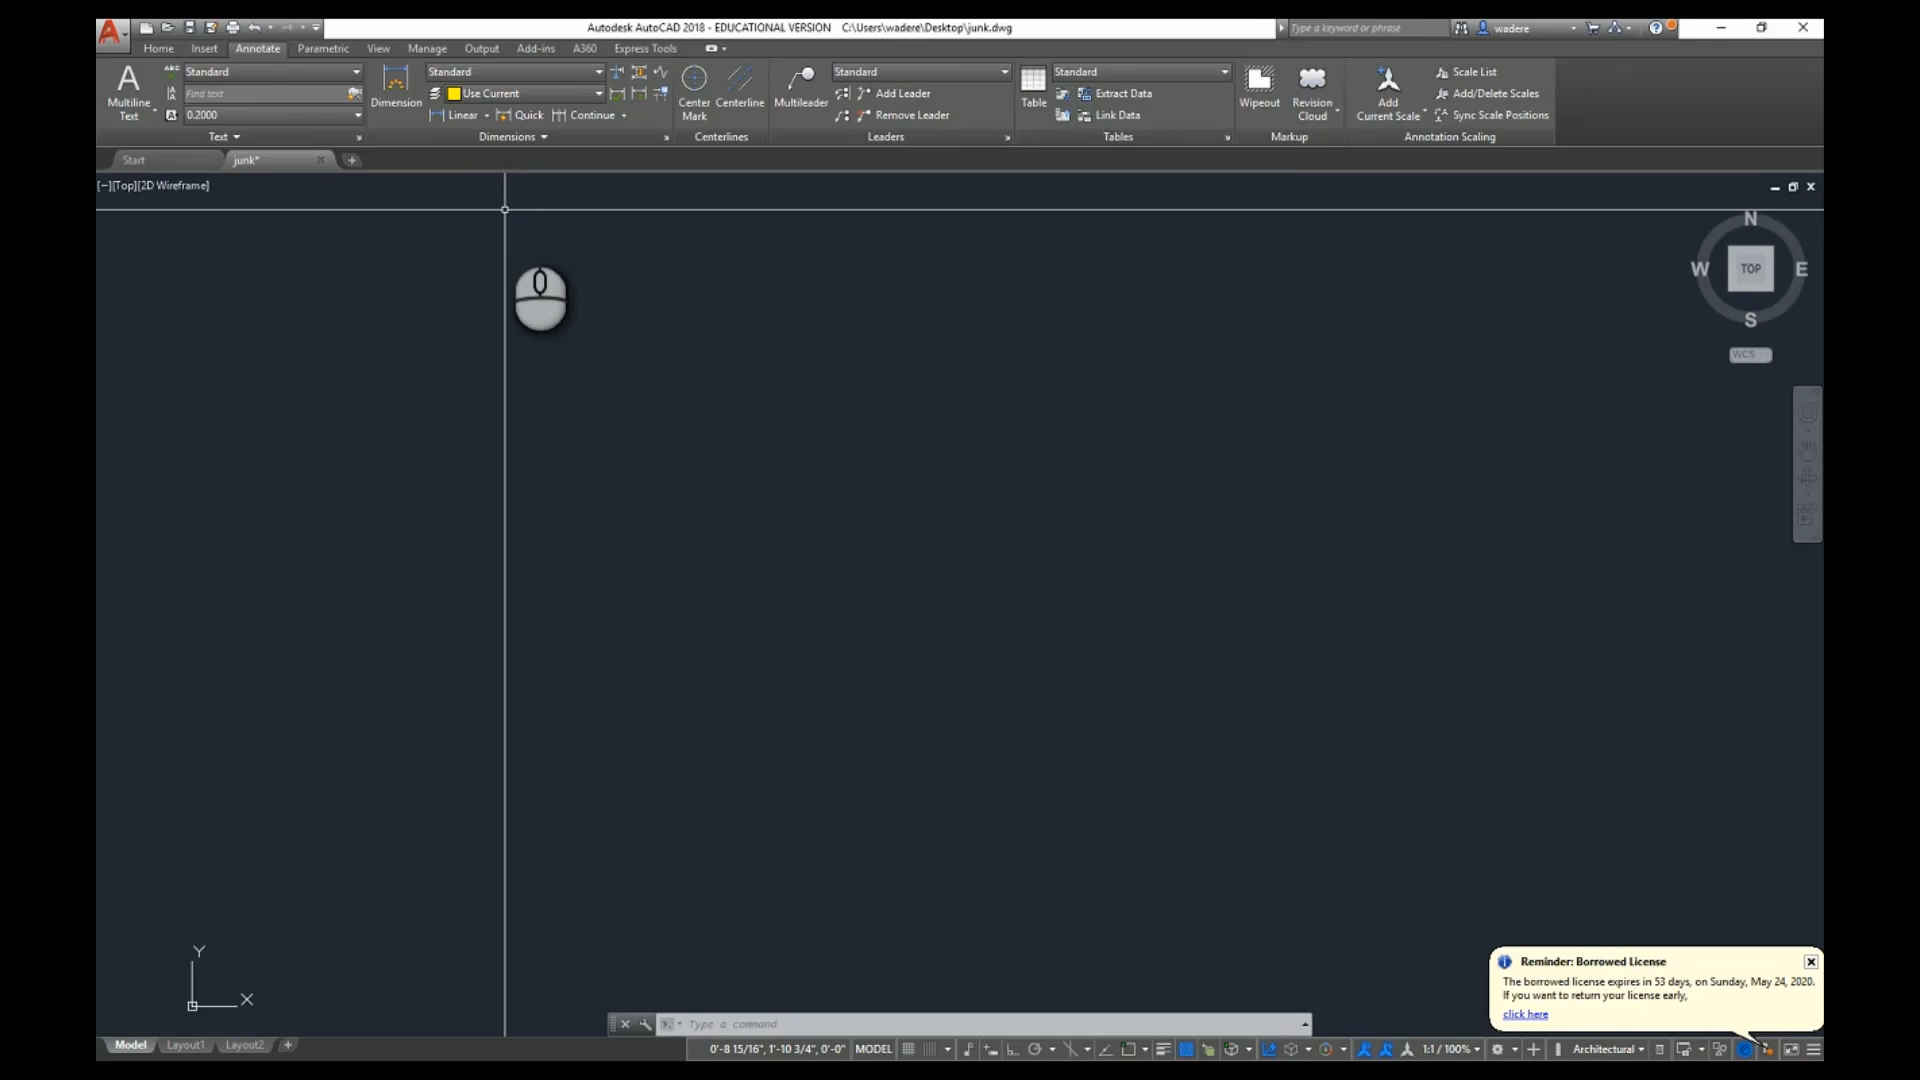 Autodesk AutoCAD 2018 - EDUCATIONAL VERSION C:\Users\wadere\Desktop\junk.dwg
Type a keyword or phrase
wadere
Home Insert Annotate Parametric View Manage Output Add-ins A360 Express Tools
Multiline Text
ABC Standard
Find text
0.2000
Text
Dimension
Standard
Use Current
Linear Quick Continue
Dimensions
Center Mark
Centerline
Centerlines
Multileader
Standard
Add Leader
Remove Leader
Leaders
Table
Standard
Extract Data
Link Data
Tables
Wipeout
Revision Cloud
Markup
Add Current Scale
Scale List
Add/Delete Scales
Sync Scale Positions
Annotation Scaling
Start junk*
[−][Top][2D Wireframe]
N
W TOP E
S
WCS
Y
X
Reminder: Borrowed License
The borrowed license expires in 53 days, on Sunday, May 24, 2020.
If you want to return your license early,
click here
Type a command
Model Layout1 Layout2
0'-8 15/16", 1'-10 3/4", 0'-0" MODEL 1:1 / 100% Architectural